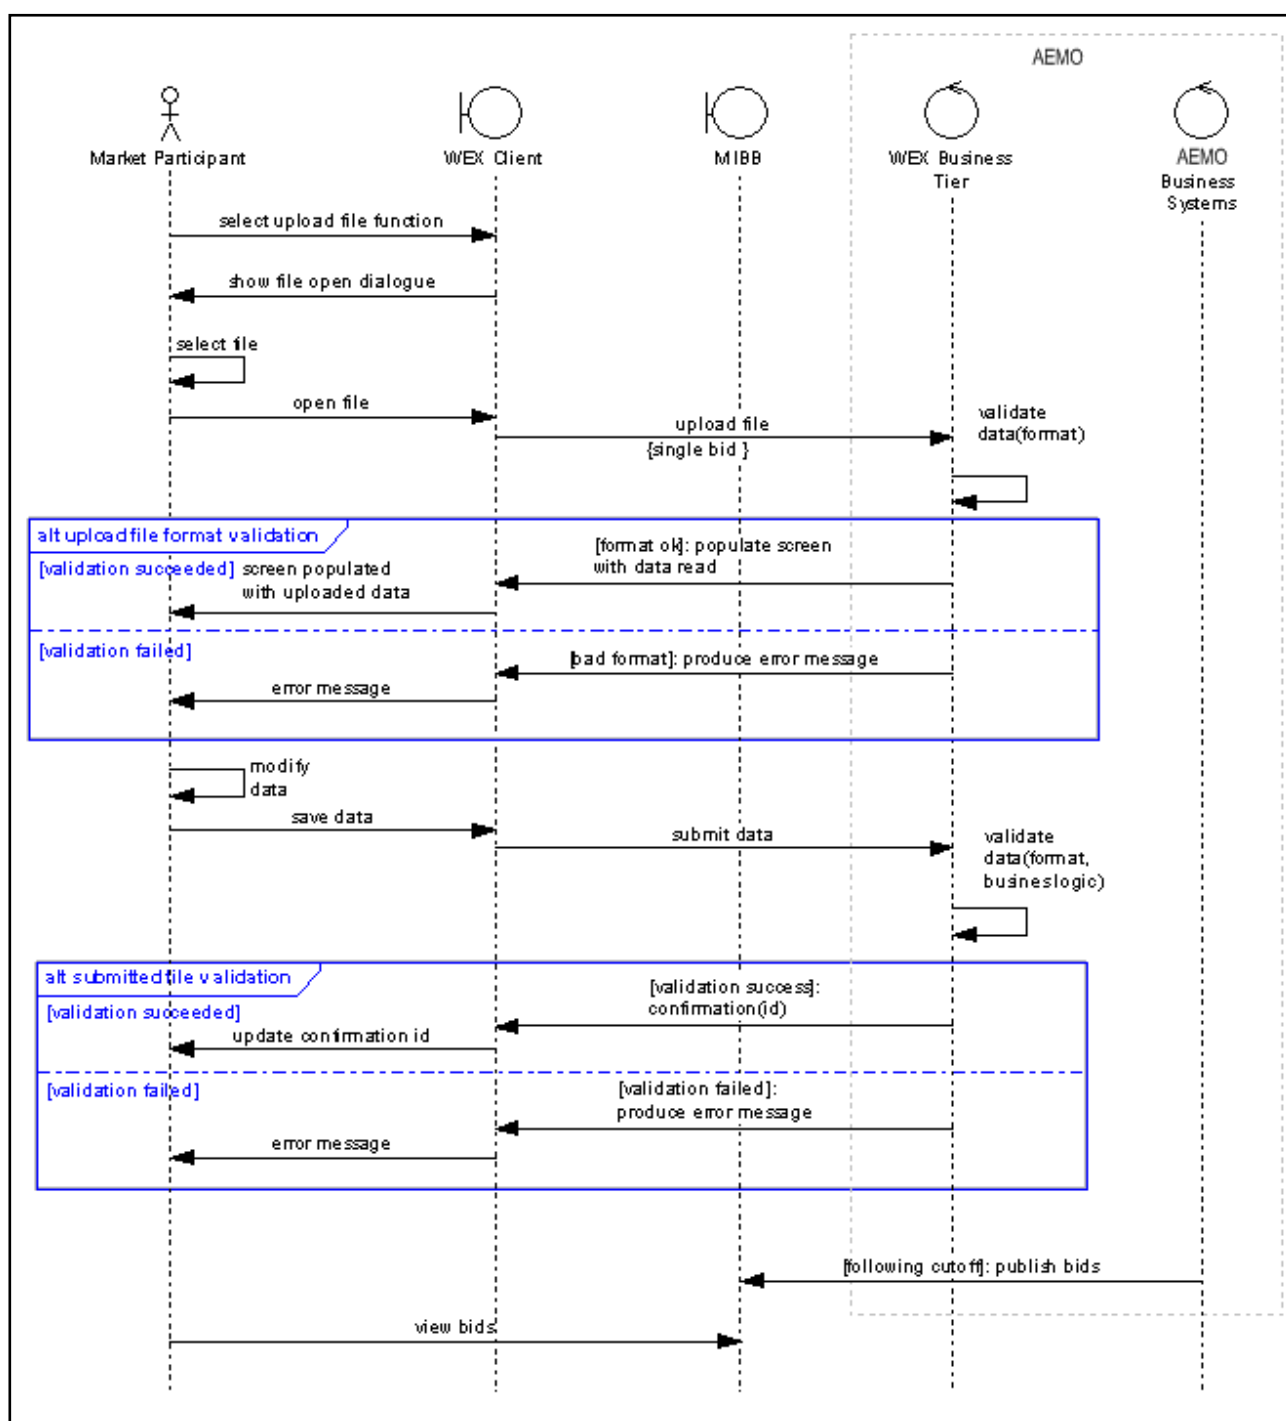 AEMO
Market Participant
WEX Client
MIBB
WEX Business
Tier
AEMO
Business
Systems
select upload file function
show file open dialogue
select file
open file
upload file
{single bid }
validate
data(format)
alt upload file format validation
[validation succeeded]
screen populated
with uploaded data
[format ok]: populate screen
with data read
[validation failed]
[bad format]: produce error message
error message
modify
data
save data
submit data
validate
data(format,
busineslogic)
alt submitted file validation
[validation succeeded]
[validation success]:
confirmation(id)
update confirmation id
[validation failed]
[validation failed]:
produce error message
error message
[following cutoff]: publish bids
view bids